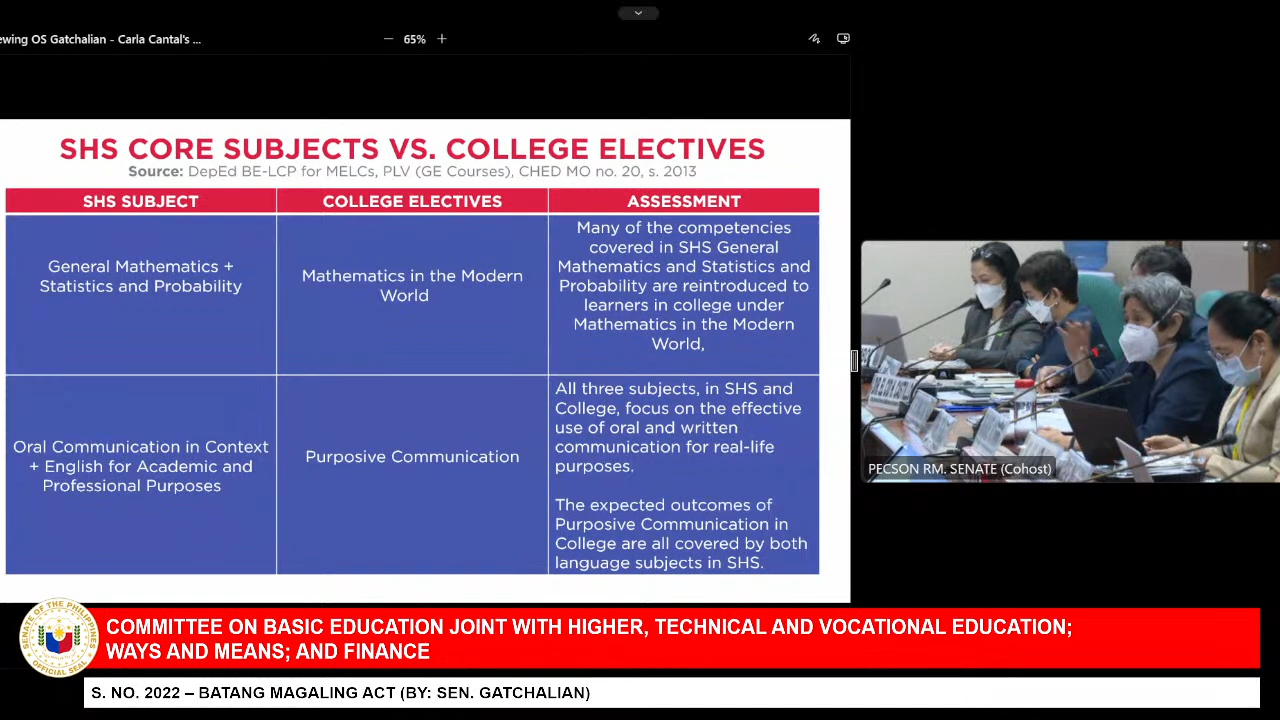 ewing OS Gatchalian - Carla Cantal's ...
65%
SHS CORE SUBJECTS VS. COLLEGE ELECTIVES
Source: DepEd BE-LCP for MELCs, PLV (GE Courses), CHED MO no. 20, s. 2013
SHS SUBJECT
COLLEGE ELECTIVES
ASSESSMENT
General Mathematics +
Statistics and Probability
Mathematics in the Modern
World
Many of the competencies
covered in SHS General
Mathematics and Statistics and
Probability are reintroduced to
learners in college under
Mathematics in the Modern
World,
Oral Communication in Context
+ English for Academic and
Professional Purposes
Purposive Communication
All three subjects, in SHS and
College, focus on the effective
use of oral and written
communication for real-life
purposes.
The expected outcomes of
Purposive Communication in
College are all covered by both
language subjects in SHS.
PECSON RM. SENATE (Cohost)
SENATE OF THE PHILIPPINES
OFFICIAL SEAL
COMMITTEE ON BASIC EDUCATION JOINT WITH HIGHER, TECHNICAL AND VOCATIONAL EDUCATION;
WAYS AND MEANS; AND FINANCE
S. NO. 2022 – BATANG MAGALING ACT (BY: SEN. GATCHALIAN)